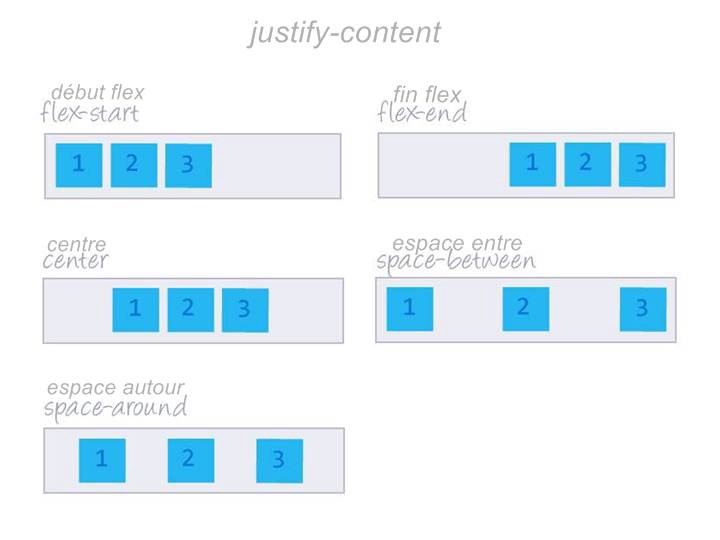 justify-content
début flex
flex-start
1 2 3
fin flex
flex-end
1 2 3
centre
center
1 2 3
espace entre
space-between
1 2 3
espace autour
space-around
1 2 3